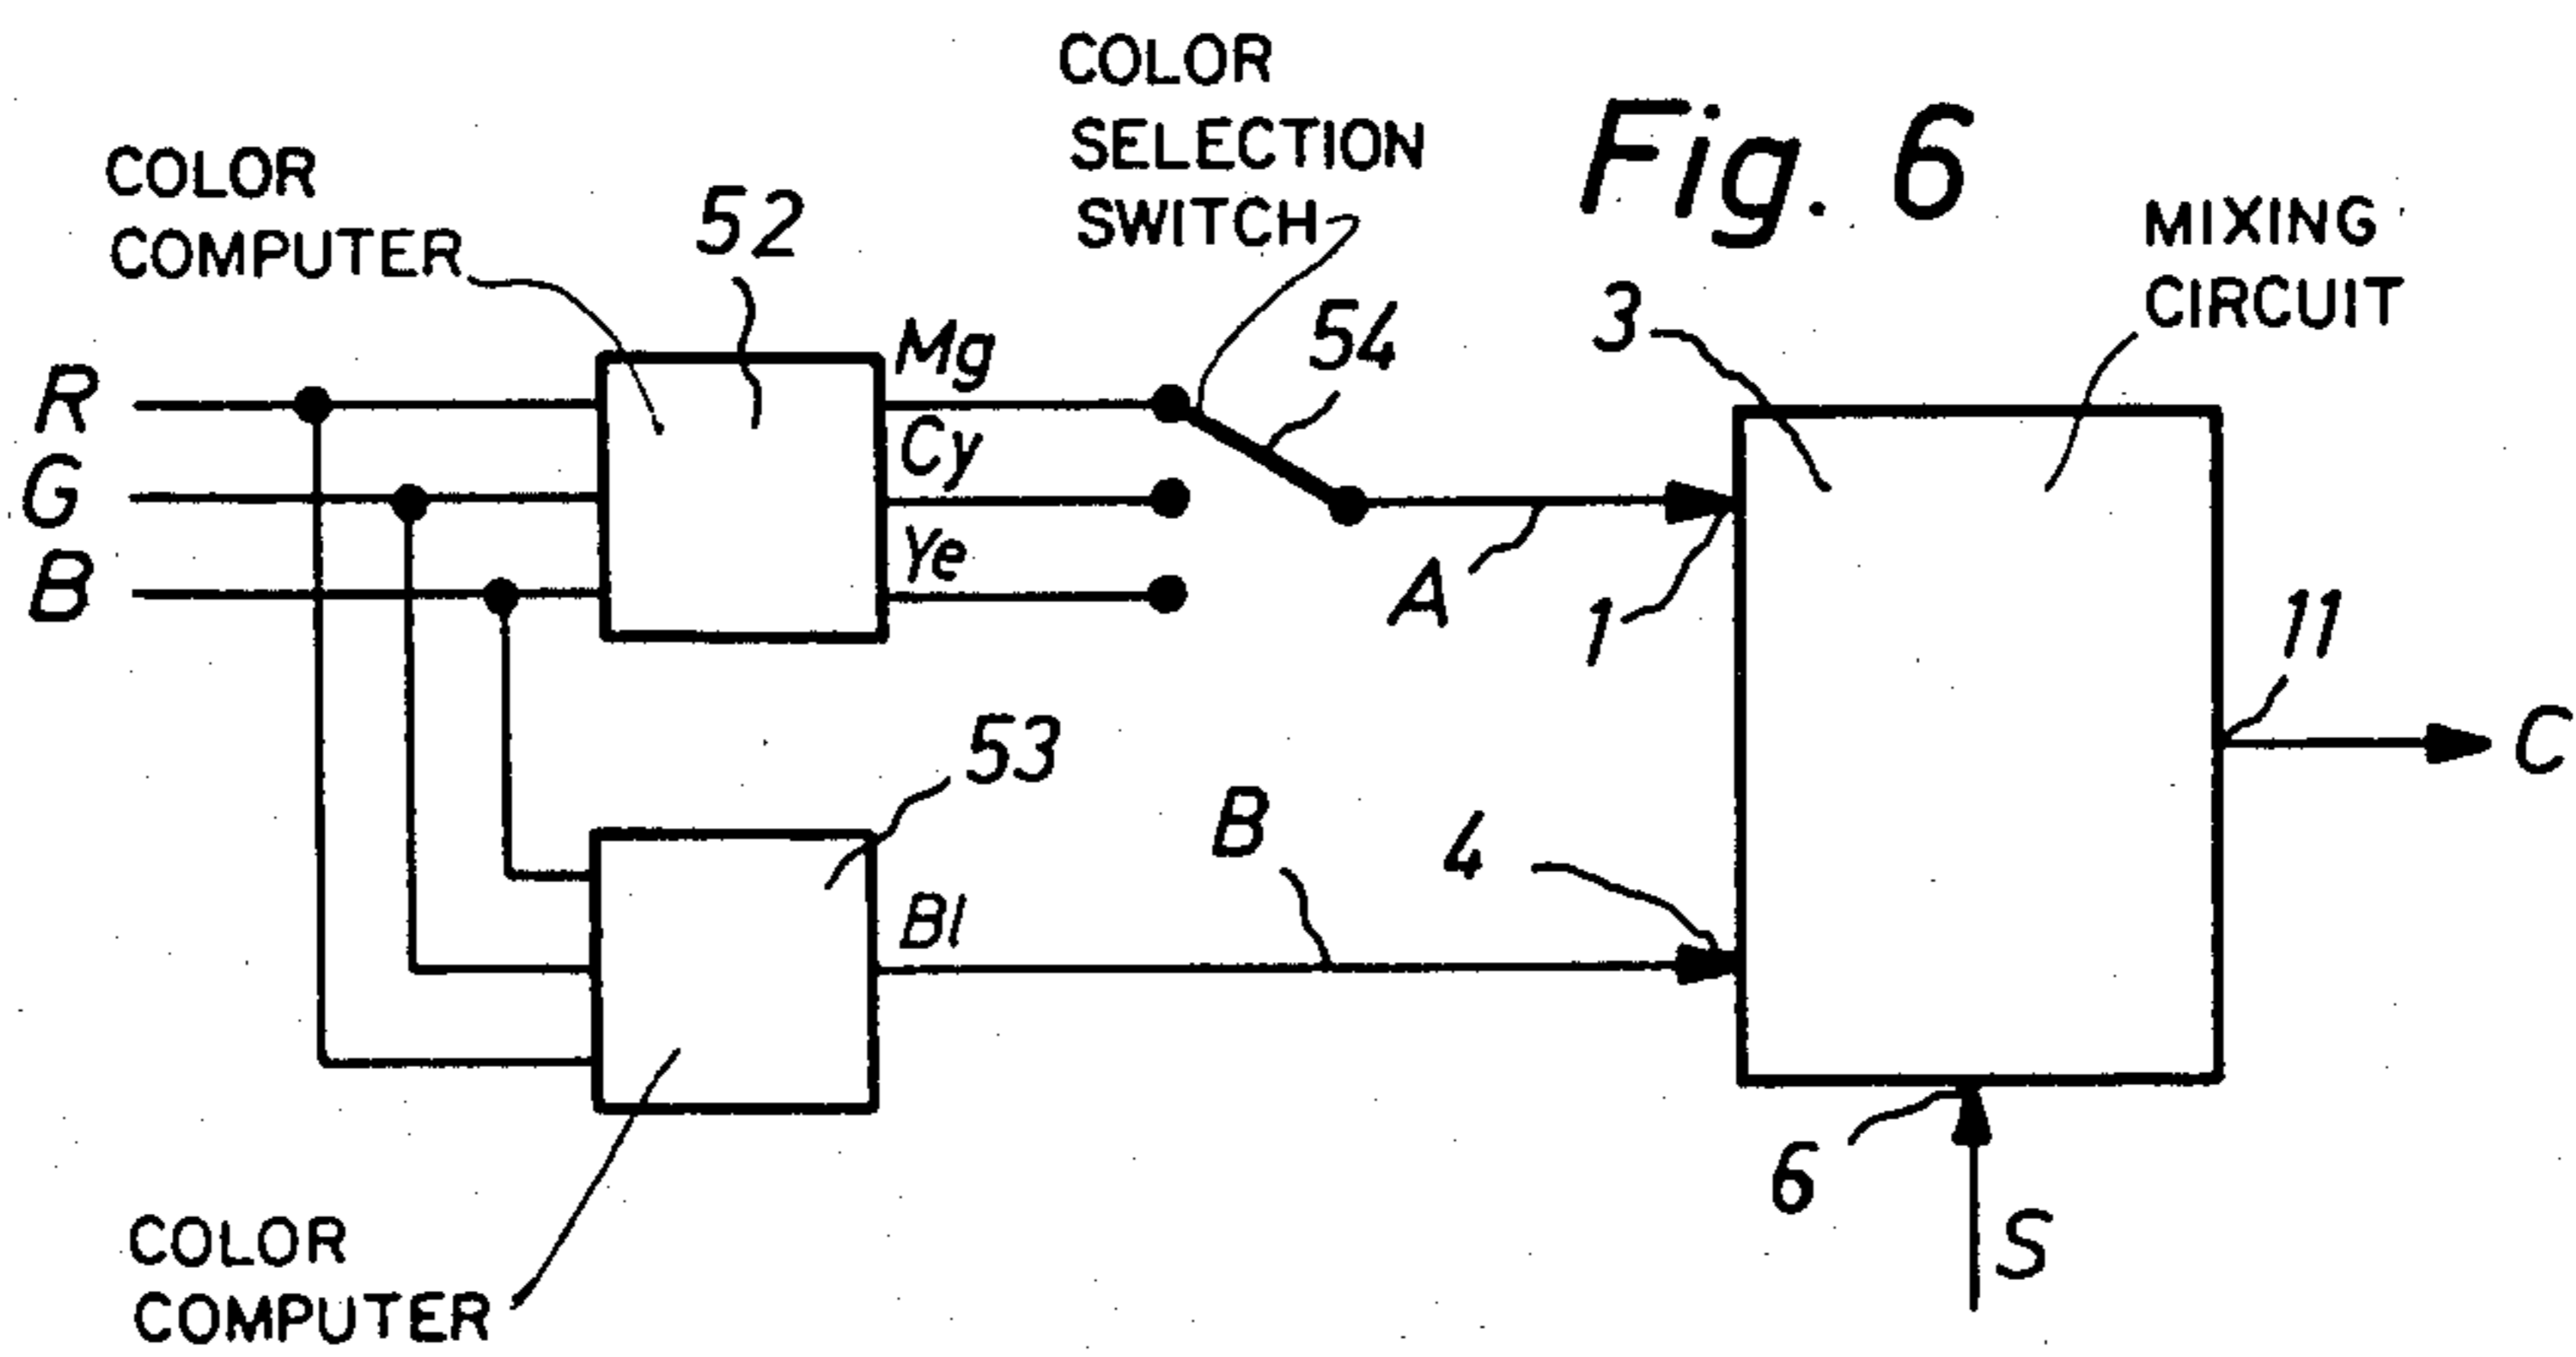 COLOR
SELECTION
SWITCH
Fig. 6
COLOR
COMPUTER
52
MIXING
CIRCUIT
3
54
Mg
R
Cy
G
Ye
B
A
1
11
53
C
B
4
Bl
6
S
COLOR
COMPUTER